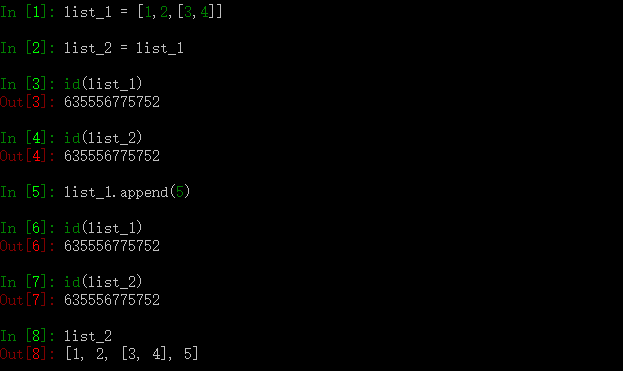 In [1]: list_1 = [1,2,[3,4]]
In [2]: list_2 = list_1
In [3]: id(list_1)
Out[3]: 635556775752
In [4]: id(list_2)
Out[4]: 635556775752
In [5]: list_1.append(5)
In [6]: id(list_1)
Out[6]: 635556775752
In [7]: id(list_2)
Out[7]: 635556775752
In [8]: list_2
Out[8]: [1, 2, [3, 4], 5]